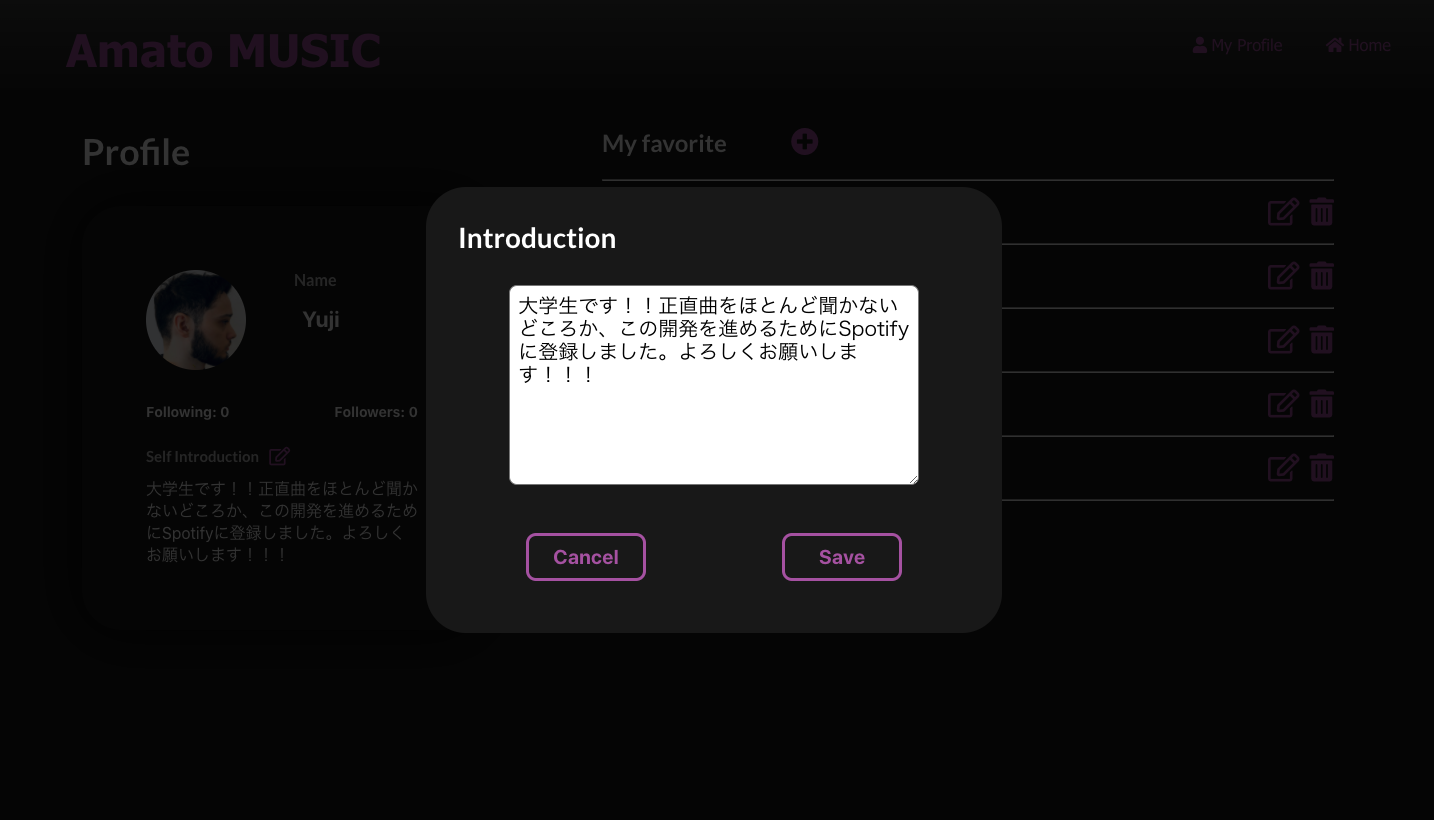 Amato MUSIC
My Profile
Home
Profile
My favorite
Name
Yuji
Following: 0
Followers: 0
Self Introduction
大学生です！！正直曲をほとんど聞か
ないどころか、この開発を進めるため
にSpotifyに登録しました。よろしく
お願いします！！！
Introduction
大学生です！！正直曲をほとんど聞かない
どころか、この開発を進めるためにSpotify
に登録しました。よろしくお願いしま
す！！！
Cancel
Save